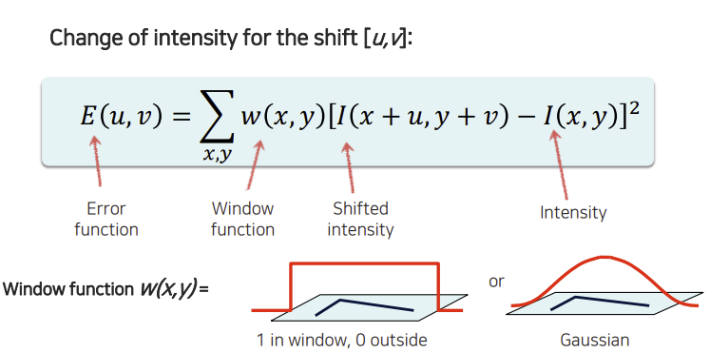 Change of intensity for the shift [u,v]:
E(u, v) = ∑ w(x, y)[I(x + u, y + v) − I(x, y)]²
x,y
Error function
Window function
Shifted intensity
Intensity
Window function w(x,y)=
or
1 in window, 0 outside
Gaussian